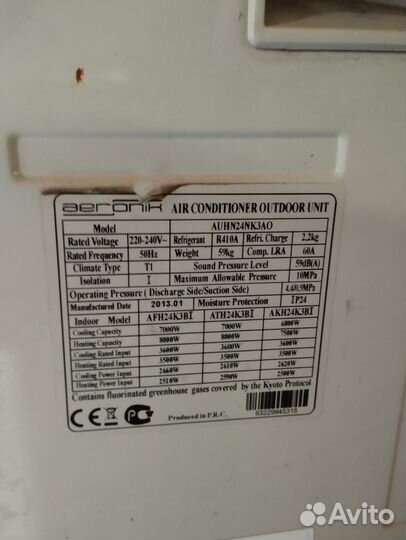 aeronik AIR CONDITIONER OUTDOOR UNIT
Model AUHN24NK3AO
Rated Voltage 220-240V~ Refrigerant R410A Refri. Charge 2.2kg
Rated Frequency 50Hz Weight 59kg Comp. LRA 60A
Climate Type T1 Sound Pressure Level 59dB(A)
Isolation I Maximum Allowable Pressure 10MPa
Operating Pressure ( Discharge Side/Suction Side) 4.4/0.9MPa
Manufactured Date 2013.01 Moisture Protection IP24
Indoor Model AFH24K3BI ATH24K3BI AKH24K3BI
Cooling Capacity 7000W 7000W 6800W
Heating Capacity 8000W 8000W 7500W
Cooling Rated Input 3600W 3600W 3600W
Heating Rated Input 3500W 3500W 3500W
Cooling Power Input 2660W 2610W 2620W
Heating Power Input 2510W 2590W 2500W
Contains fluorinated greenhouse gases covered by the Kyoto Protocol
CE Produced in P.R.C. 03229945315
Avito